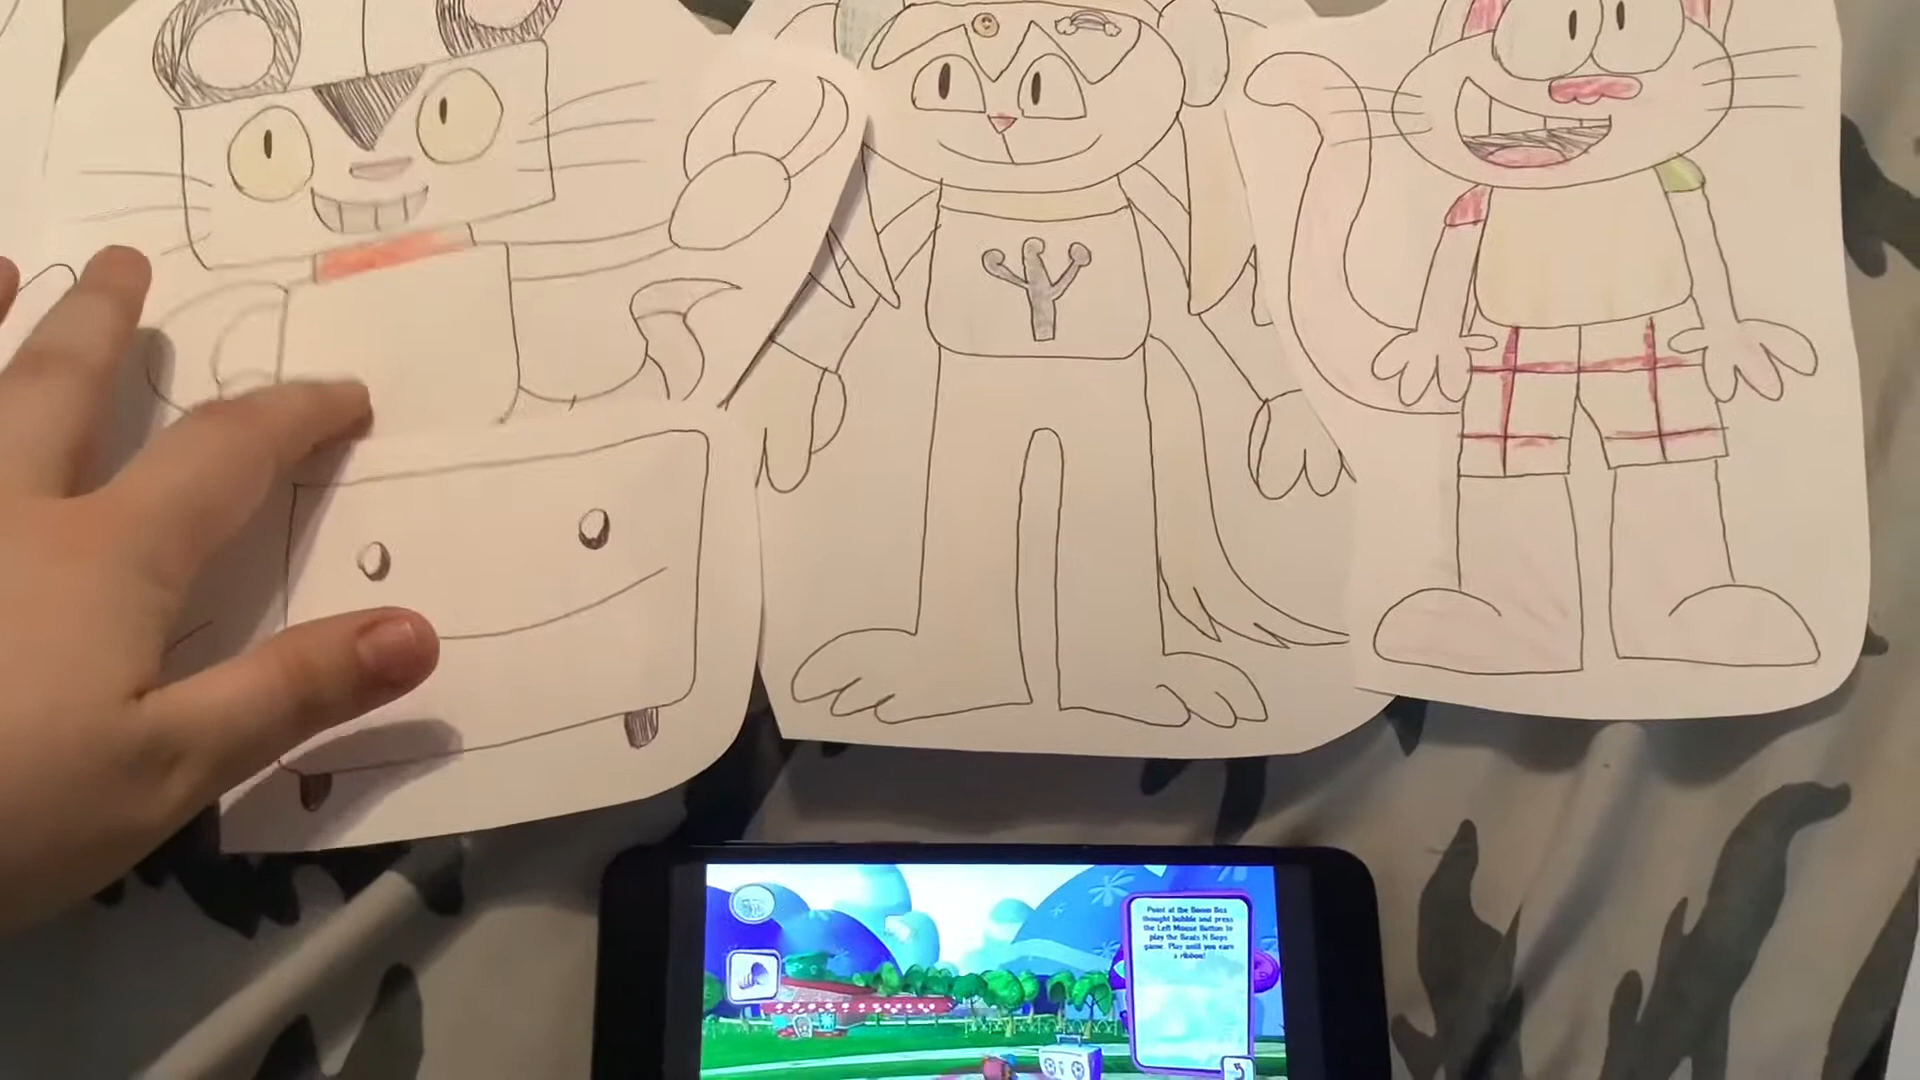 Point at the Boom Box
thought bubble and press
the Left Mouse Button to
play the Beats N Bops
game. Play until you earn
a ribbon!